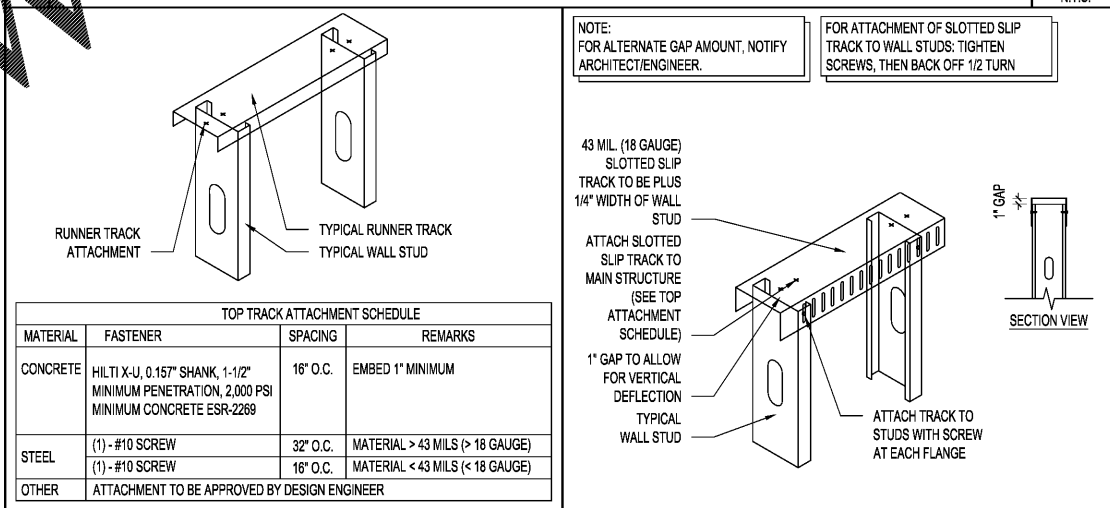 N.T.S.
RUNNER TRACK
ATTACHMENT
TYPICAL RUNNER TRACK
TYPICAL WALL STUD
TOP TRACK ATTACHMENT SCHEDULE
MATERIAL FASTENER SPACING REMARKS
CONCRETE HILTI X-U, 0.157" SHANK, 1-1/2" 16" O.C. EMBED 1" MINIMUM
MINIMUM PENETRATION, 2,000 PSI
MINIMUM CONCRETE ESR-2269
STEEL
(1) - #10 SCREW 32" O.C. MATERIAL > 43 MILS (> 18 GAUGE)
(1) - #10 SCREW 16" O.C. MATERIAL < 43 MILS (< 18 GAUGE)
OTHER ATTACHMENT TO BE APPROVED BY DESIGN ENGINEER
NOTE:
FOR ALTERNATE GAP AMOUNT, NOTIFY
ARCHITECT/ENGINEER.
FOR ATTACHMENT OF SLOTTED SLIP
TRACK TO WALL STUDS: TIGHTEN
SCREWS, THEN BACK OFF 1/2 TURN
43 MIL. (18 GAUGE)
SLOTTED SLIP
TRACK TO BE PLUS
1/4" WIDTH OF WALL
STUD
ATTACH SLOTTED
SLIP TRACK TO
MAIN STRUCTURE
(SEE TOP
ATTACHMENT
SCHEDULE)
1" GAP TO ALLOW
FOR VERTICAL
DEFLECTION
TYPICAL
WALL STUD
ATTACH TRACK TO
STUDS WITH SCREW
AT EACH FLANGE
1" GAP
SECTION VIEW